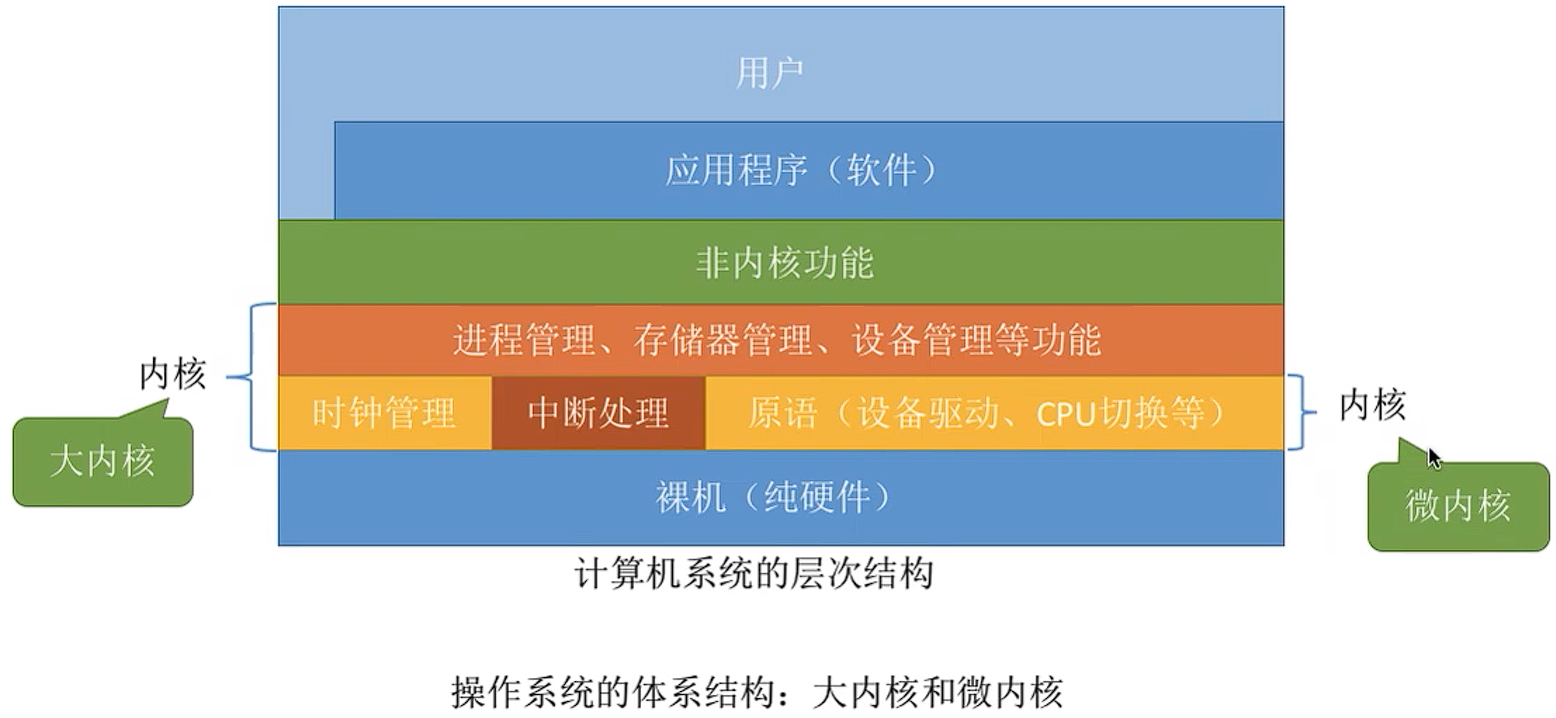 用户
应用程序（软件）
非内核功能
进程管理、存储器管理、设备管理等功能
内核
时钟管理 中断处理 原语（设备驱动、CPU切换等）
内核
大内核
裸机（纯硬件）
微内核
计算机系统的层次结构
操作系统的体系结构：大内核和微内核